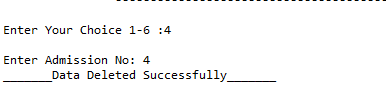 --------------------------------------
Enter Your Choice 1-6 :4
Enter Admission No: 4
_______Data Deleted Successfully_______